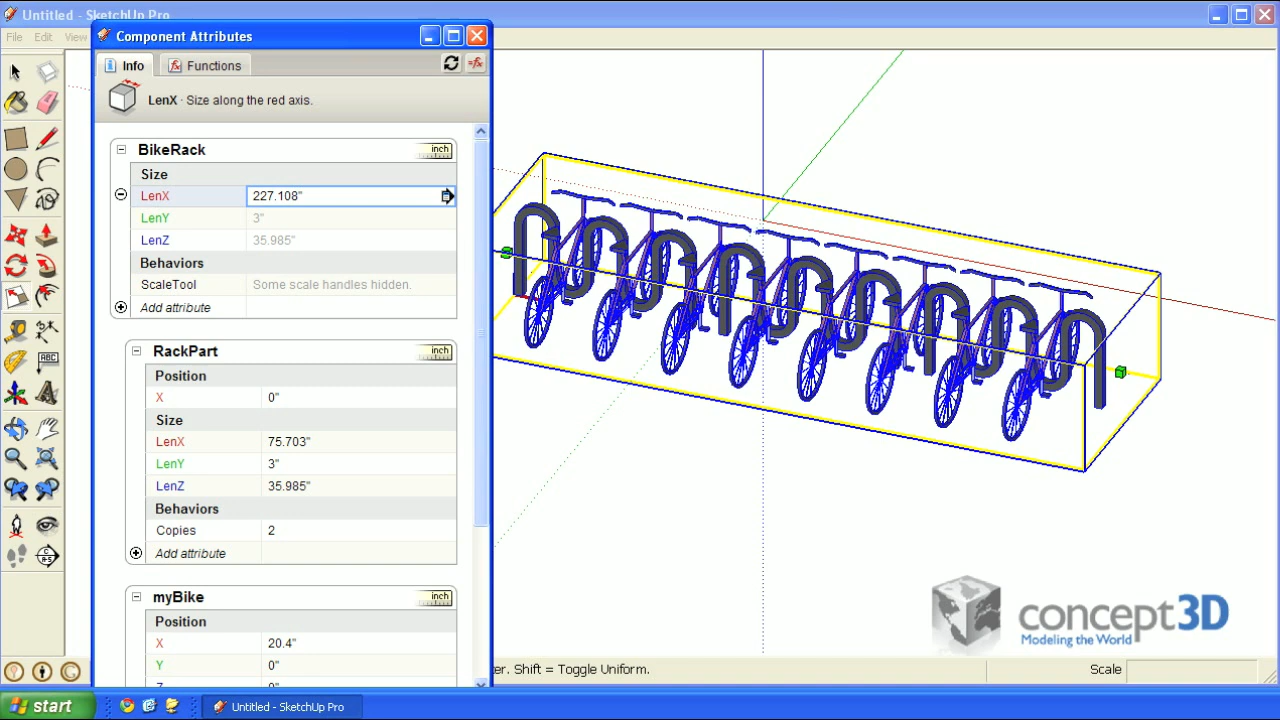 Untitled - SketchUp Pro
File Edit View
Component Attributes
Info Functions
=fx
LenX · Size along the red axis.
BikeRack inch
Size
LenX 227.108"
LenY 3"
LenZ 35.985"
Behaviors
ScaleTool Some scale handles hidden.
Add attribute
RackPart inch
Position
X 0"
Size
LenX 75.703"
LenY 3"
LenZ 35.985"
Behaviors
Copies 2
Add attribute
myBike inch
Position
X 20.4"
Y 0"
ABC
concept3D
Modeling the World
er. Shift = Toggle Uniform. Scale
start Untitled - SketchUp Pro